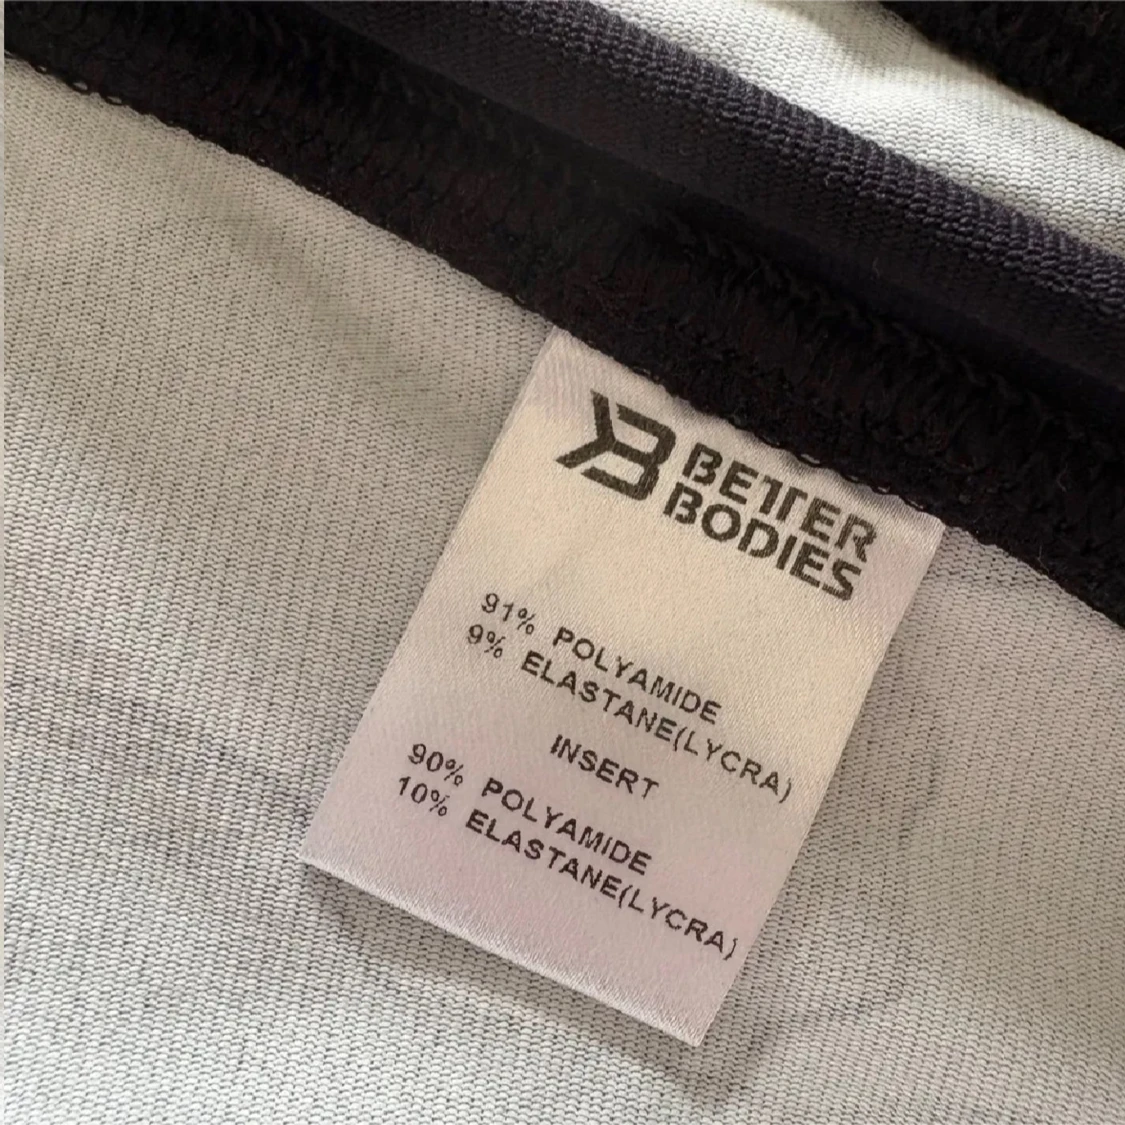 BETTER
BODIES
91% POLYAMIDE
9% ELASTANE(LYCRA)
INSERT
90% POLYAMIDE
10% ELASTANE(LYCRA)